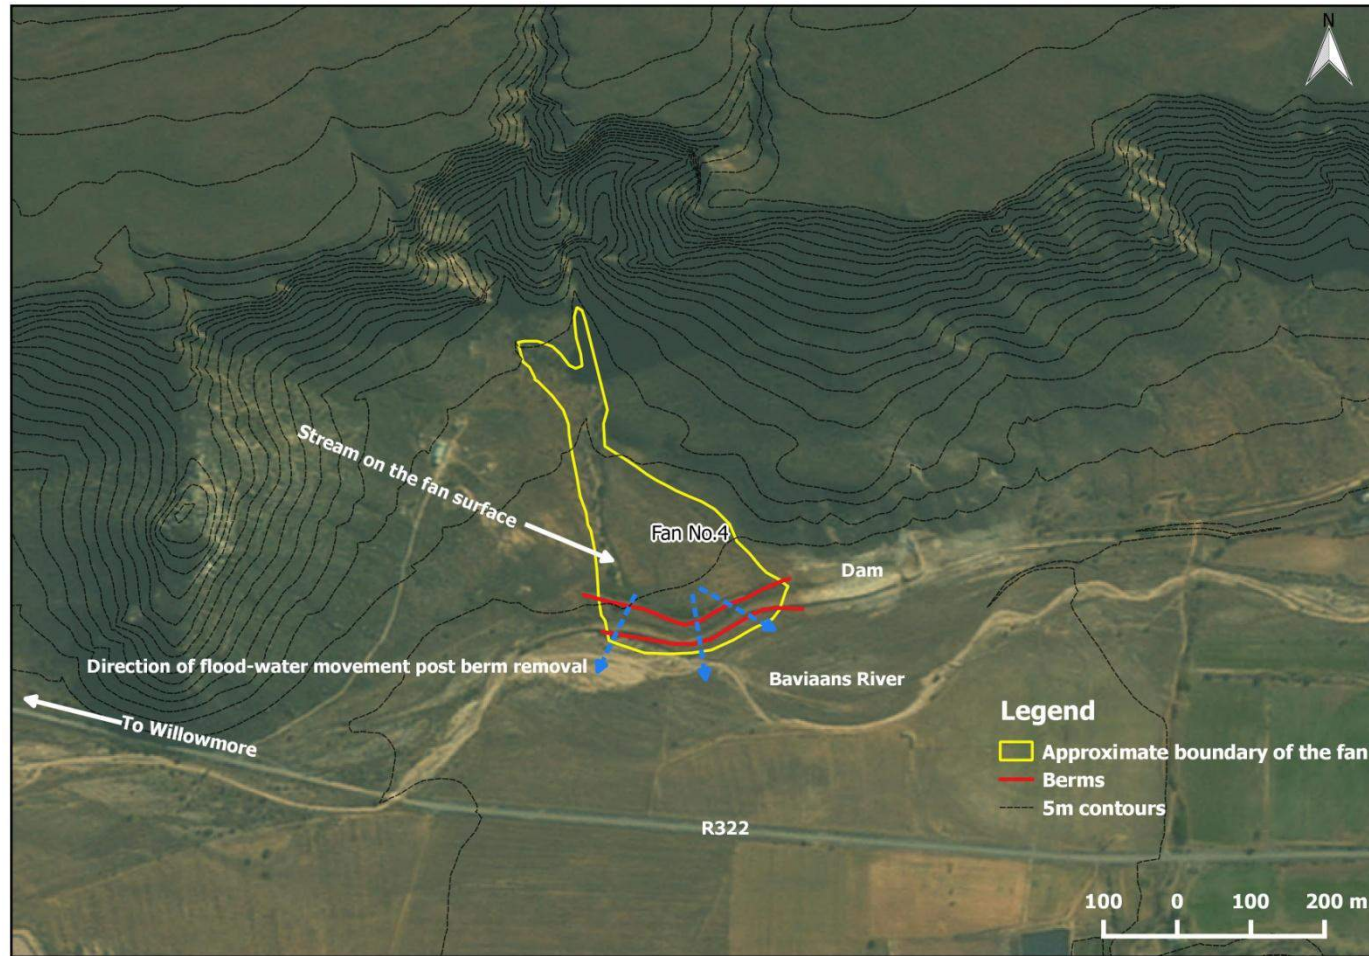 N
Stream on the fan surface
Fan No.4
Dam
Direction of flood-water movement post berm removal
Baviaans River
To Willowmore
Legend
Approximate boundary of the fan
Berms
5m contours
R322
100 0 100 200 m